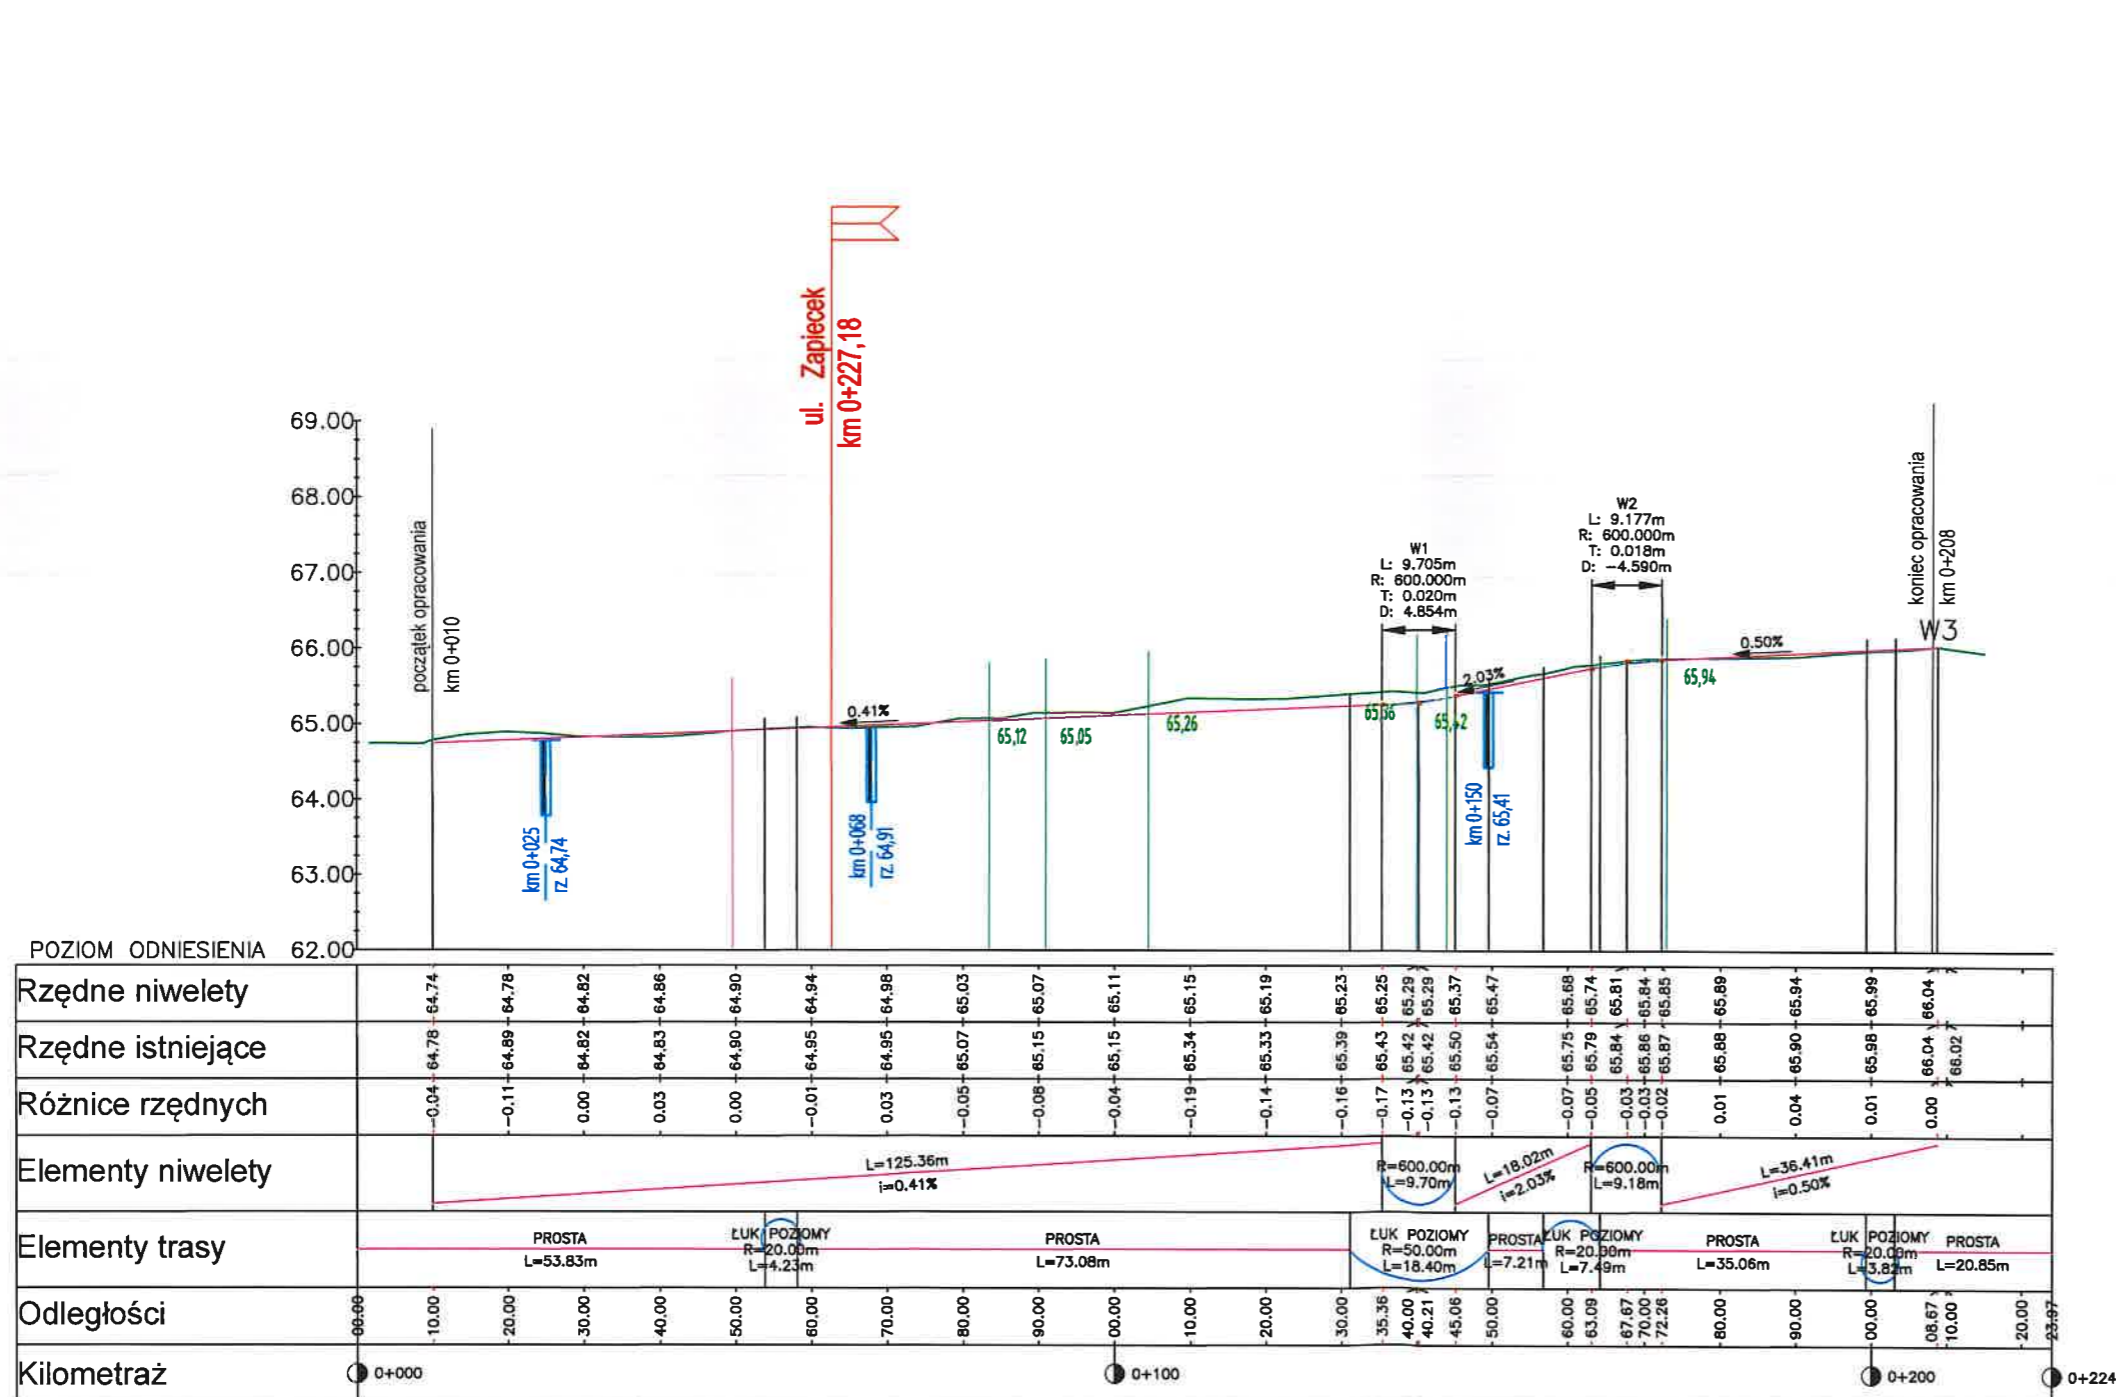 ul. Zapiecek
km 0+227,18
69.00
68.00
67.00
66.00
65.00
64.00
63.00
62.00
POZIOM ODNIESIENIA
początek opracowania
km 0+010
koniec opracowania
km 0+208
W3
W1
L: 9.705m
R: 600.000m
T: 0.020m
D: 4.854m
W2
L: 9.177m
R: 600.000m
T: 0.018m
D: -4.590m
0.41%
2.03%
0.50%
65,12
65,05
65,26
65,36
65,42
65,94
km 0+025
rz. 64,74
km 0+068
rz. 64,91
km 0+150
rz. 65,41
Rzędne niwelety
64.74 64.78 64.82 64.86 64.90 64.94 64.98 65.03 65.07 65.11 65.15 65.19 65.23 65.25 65.29 65.29 65.37 65.47 65.68 65.74 65.81 65.84 65.85 65.89 65.94 65.99 66.04
Rzędne istniejące
64.78 64.89 64.82 64.83 64.90 64.95 64.95 65.07 65.15 65.15 65.34 65.33 65.39 65.43 65.42 65.42 65.50 65.54 65.75 65.79 65.84 65.86 65.87 65.88 65.90 65.98 66.04 66.02
Różnice rzędnych
-0.04 -0.11 0.00 0.03 0.00 -0.01 0.03 -0.05 -0.08 -0.04 -0.19 -0.14 -0.16 -0.17 -0.13 -0.13 -0.13 -0.07 -0.07 -0.05 -0.03 -0.03 -0.02 0.01 0.04 0.01 0.00
Elementy niwelety
L=125.36m
i=0.41%
R=600.00m
L=9.70m
L=18.02m
i=2.03%
R=600.00m
L=9.18m
L=36.41m
i=0.50%
Elementy trasy
PROSTA
L=53.83m
ŁUK POZIOMY
R=20.00m
L=4.23m
PROSTA
L=73.08m
ŁUK POZIOMY
R=50.00m
L=18.40m
PROSTA
L=7.21m
ŁUK POZIOMY
R=20.00m
L=7.49m
PROSTA
L=35.06m
ŁUK POZIOMY
R=20.00m
L=3.82m
PROSTA
L=20.85m
Odległości
00.00 10.00 20.00 30.00 40.00 50.00 60.00 70.00 80.00 90.00 00.00 10.00 20.00 30.00 35.36 40.00 40.21 45.06 50.00 60.00 63.09 67.67 70.00 72.26 80.00 90.00 00.00 08.67 10.00 20.00 23.97
Kilometraż
0+000 0+100 0+200 0+224